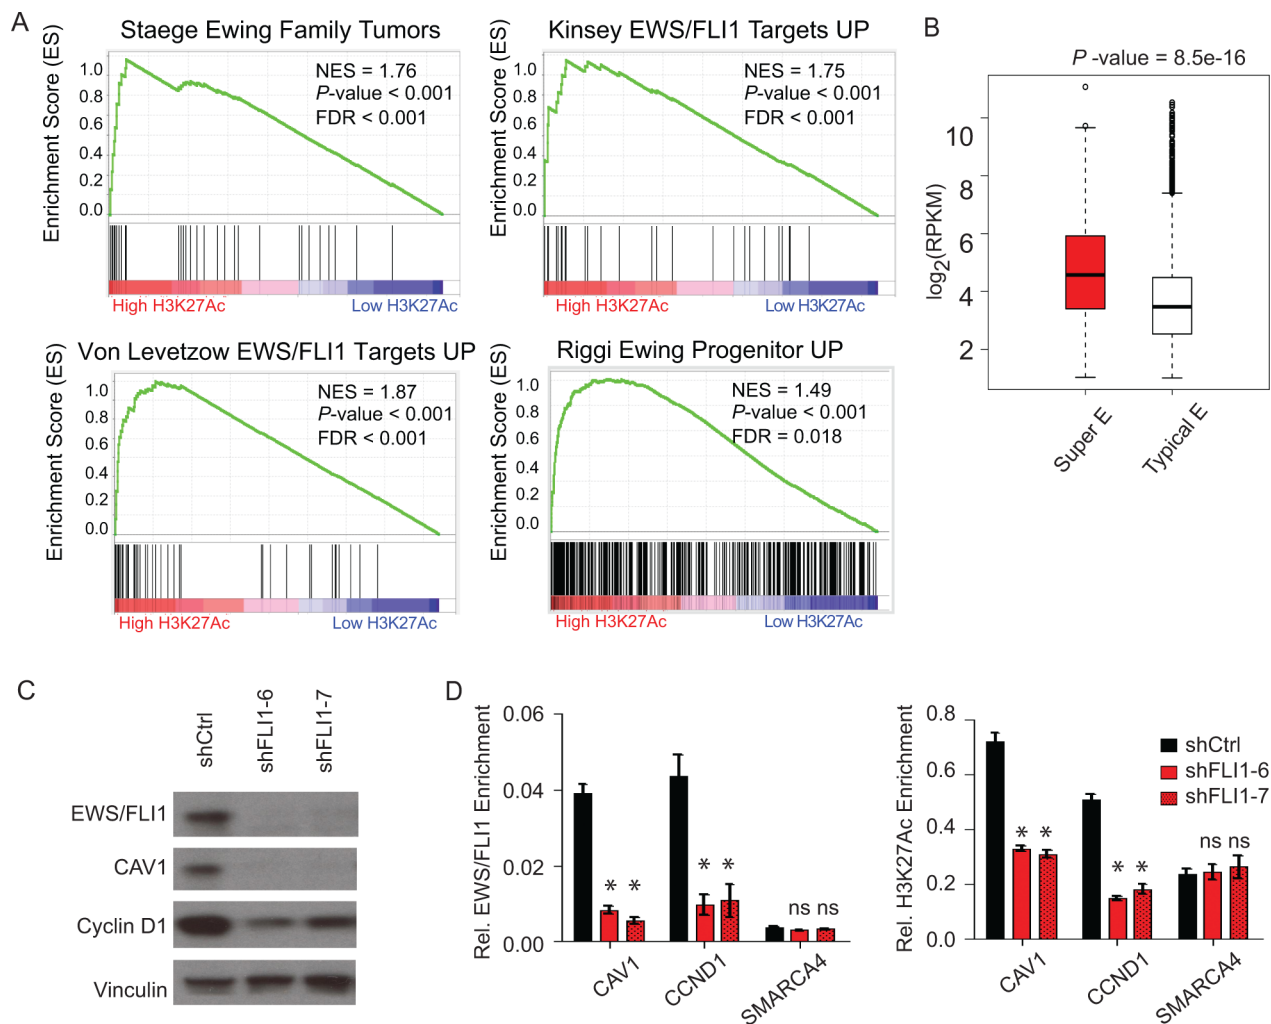 A
Staege Ewing Family Tumors
Enrichment Score (ES)
1.0
0.8
0.6
0.4
0.2
0.0
NES = 1.76
P-value < 0.001
FDR < 0.001
High H3K27Ac
Low H3K27Ac
Kinsey EWS/FLI1 Targets UP
Enrichment Score (ES)
1.0
0.8
0.6
0.4
0.2
0.0
NES = 1.75
P-value < 0.001
FDR < 0.001
High H3K27Ac
Low H3K27Ac
Von Levetzow EWS/FLI1 Targets UP
Enrichment Score (ES)
1.0
0.8
0.6
0.4
0.2
0.0
NES = 1.87
P-value < 0.001
FDR < 0.001
High H3K27Ac
Low H3K27Ac
Riggi Ewing Progenitor UP
Enrichment Score (ES)
1.0
0.8
0.6
0.4
0.2
0.0
NES = 1.49
P-value < 0.001
FDR = 0.018
High H3K27Ac
Low H3K27Ac
B
P -value = 8.5e-16
log2(RPKM)
10
8
6
4
2
Super E
Typical E
C
shCtrl
shFLI1-6
shFLI1-7
EWS/FLI1
CAV1
Cyclin D1
Vinculin
D
Rel. EWS/FLI1 Enrichment
0.06
0.04
0.02
0.00
* *
* *
ns ns
CAV1
CCND1
SMARCA4
Rel. H3K27Ac Enrichment
0.8
0.6
0.4
0.2
0.0
shCtrl
shFLI1-6
shFLI1-7
* *
* *
ns ns
CAV1
CCND1
SMARCA4